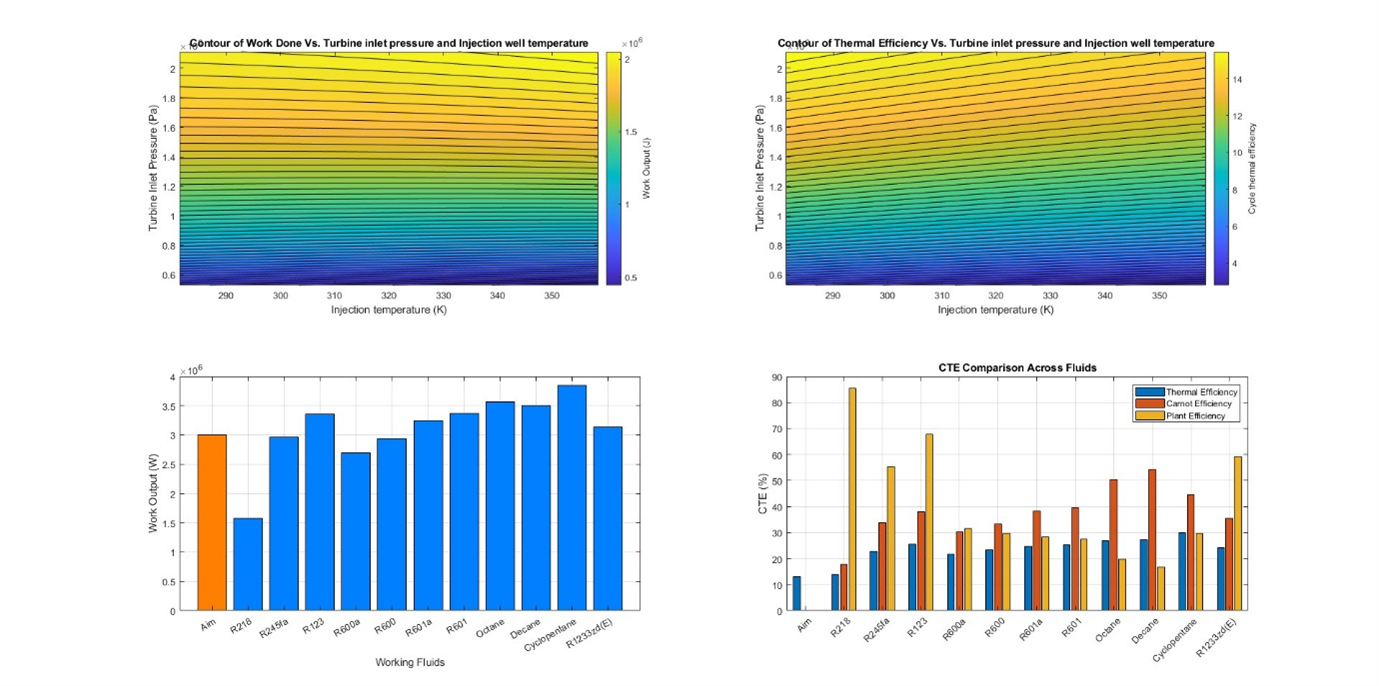 Contour of Work Done Vs. Turbine inlet pressure and Injection well temperature
×10^6
2
1.8
1.6
1.4
1.2
1
0.8
0.6
Turbine Inlet Pressure (Pa)
290 300 310 320 330 340 350
Injection temperature (K)
2
1.5
1
0.5
Work Output (J)
Contour of Thermal Efficiency Vs. Turbine inlet pressure and Injection well temperature
2
1.8
1.6
1.4
1.2
1
0.8
0.6
Turbine Inlet Pressure (Pa)
290 300 310 320 330 340 350
Injection temperature (K)
14
12
10
8
6
4
Cycle thermal efficiency
×10^6
4
3.5
3
2.5
2
1.5
1
0.5
0
Work Output (W)
Aim R218 R245fa R123 R600a R600 R601a R601 Octane Decane Cyclopentane R1233zd(E)
Working Fluids
CTE Comparison Across Fluids
90
80
70
60
50
40
30
20
10
0
CTE (%)
Thermal Efficiency
Carnot Efficiency
Plant Efficiency
Aim R218 R245fa R123 R600a R600 R601a R601 Octane Decane Cyclopentane R1233zd(E)